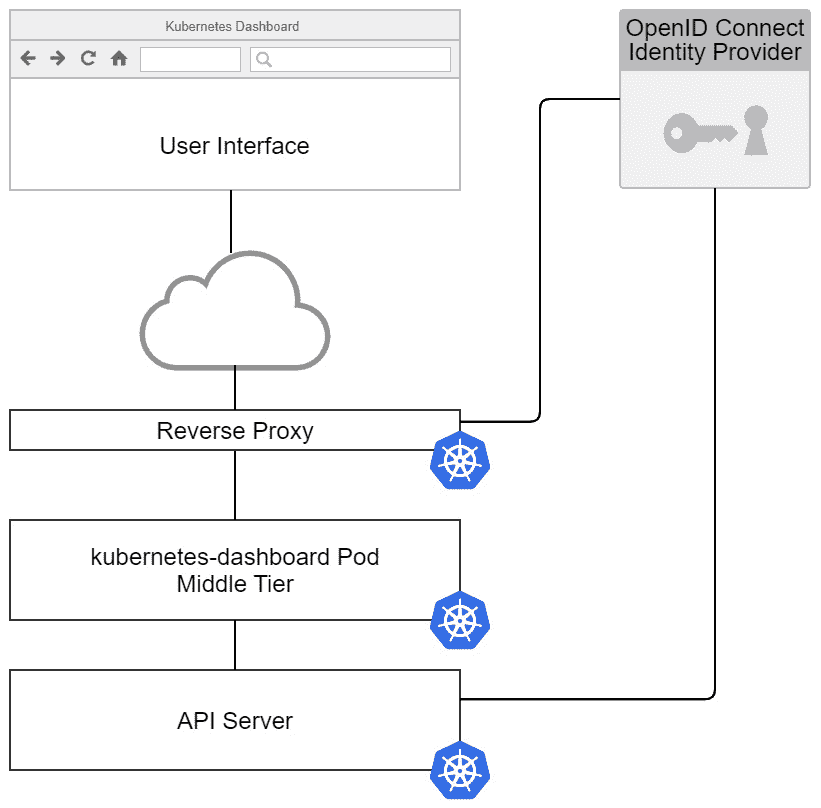 Kubernetes Dashboard
OpenID Connect
Identity Provider
User Interface
Reverse Proxy
kubernetes-dashboard Pod
Middle Tier
API Server